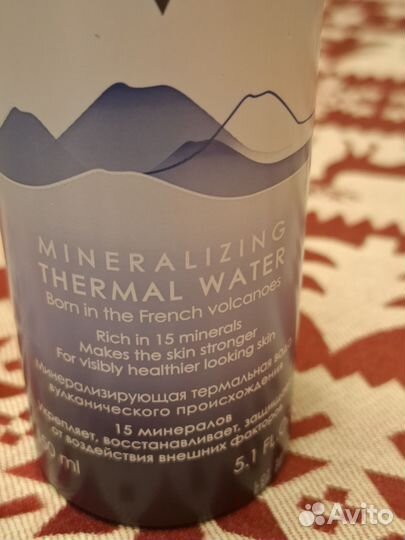 MINERALIZING
THERMAL WATER
Born in the French volcanoes
Rich in 15 minerals
Makes the skin stronger
For visibly healthier looking skin
Минерализирующая термальная вода
вулканического происхождения
15 минералов
Укрепляет, восстанавливает, защищает
от воздействия внешних факторов
50 ml
5.1 FL O
Avito